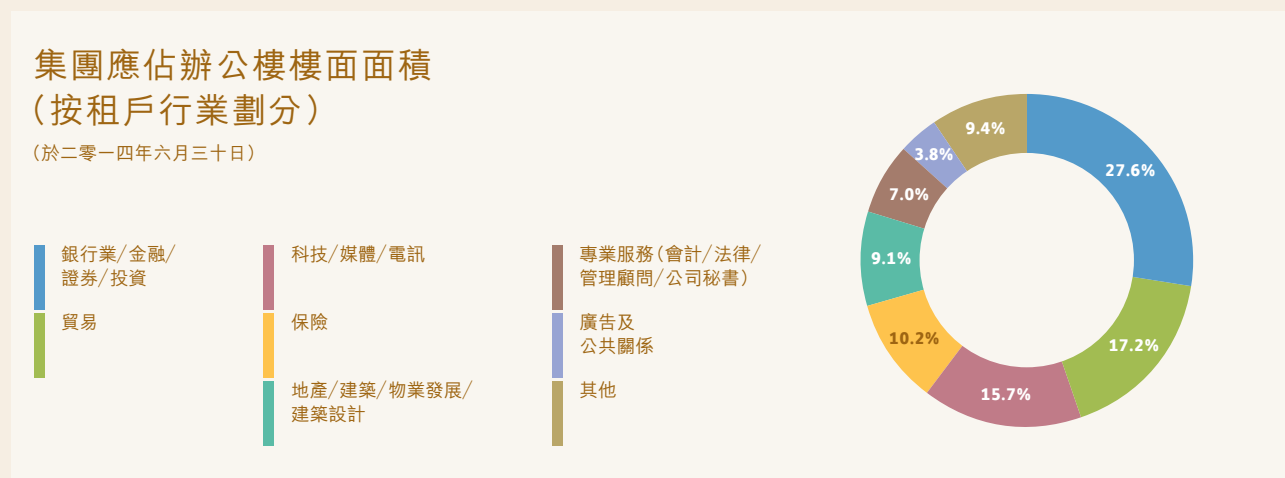 集團應佔辦公樓樓面面積
（按租戶行業劃分）
（於二零一四年六月三十日）
銀行業/金融/
證券/投資
貿易
科技/媒體/電訊
保險
地產/建築/物業發展/
建築設計
專業服務（會計/法律/
管理顧問/公司秘書）
廣告及
公共關係
其他
27.6%
17.2%
15.7%
10.2%
9.1%
7.0%
3.8%
9.4%